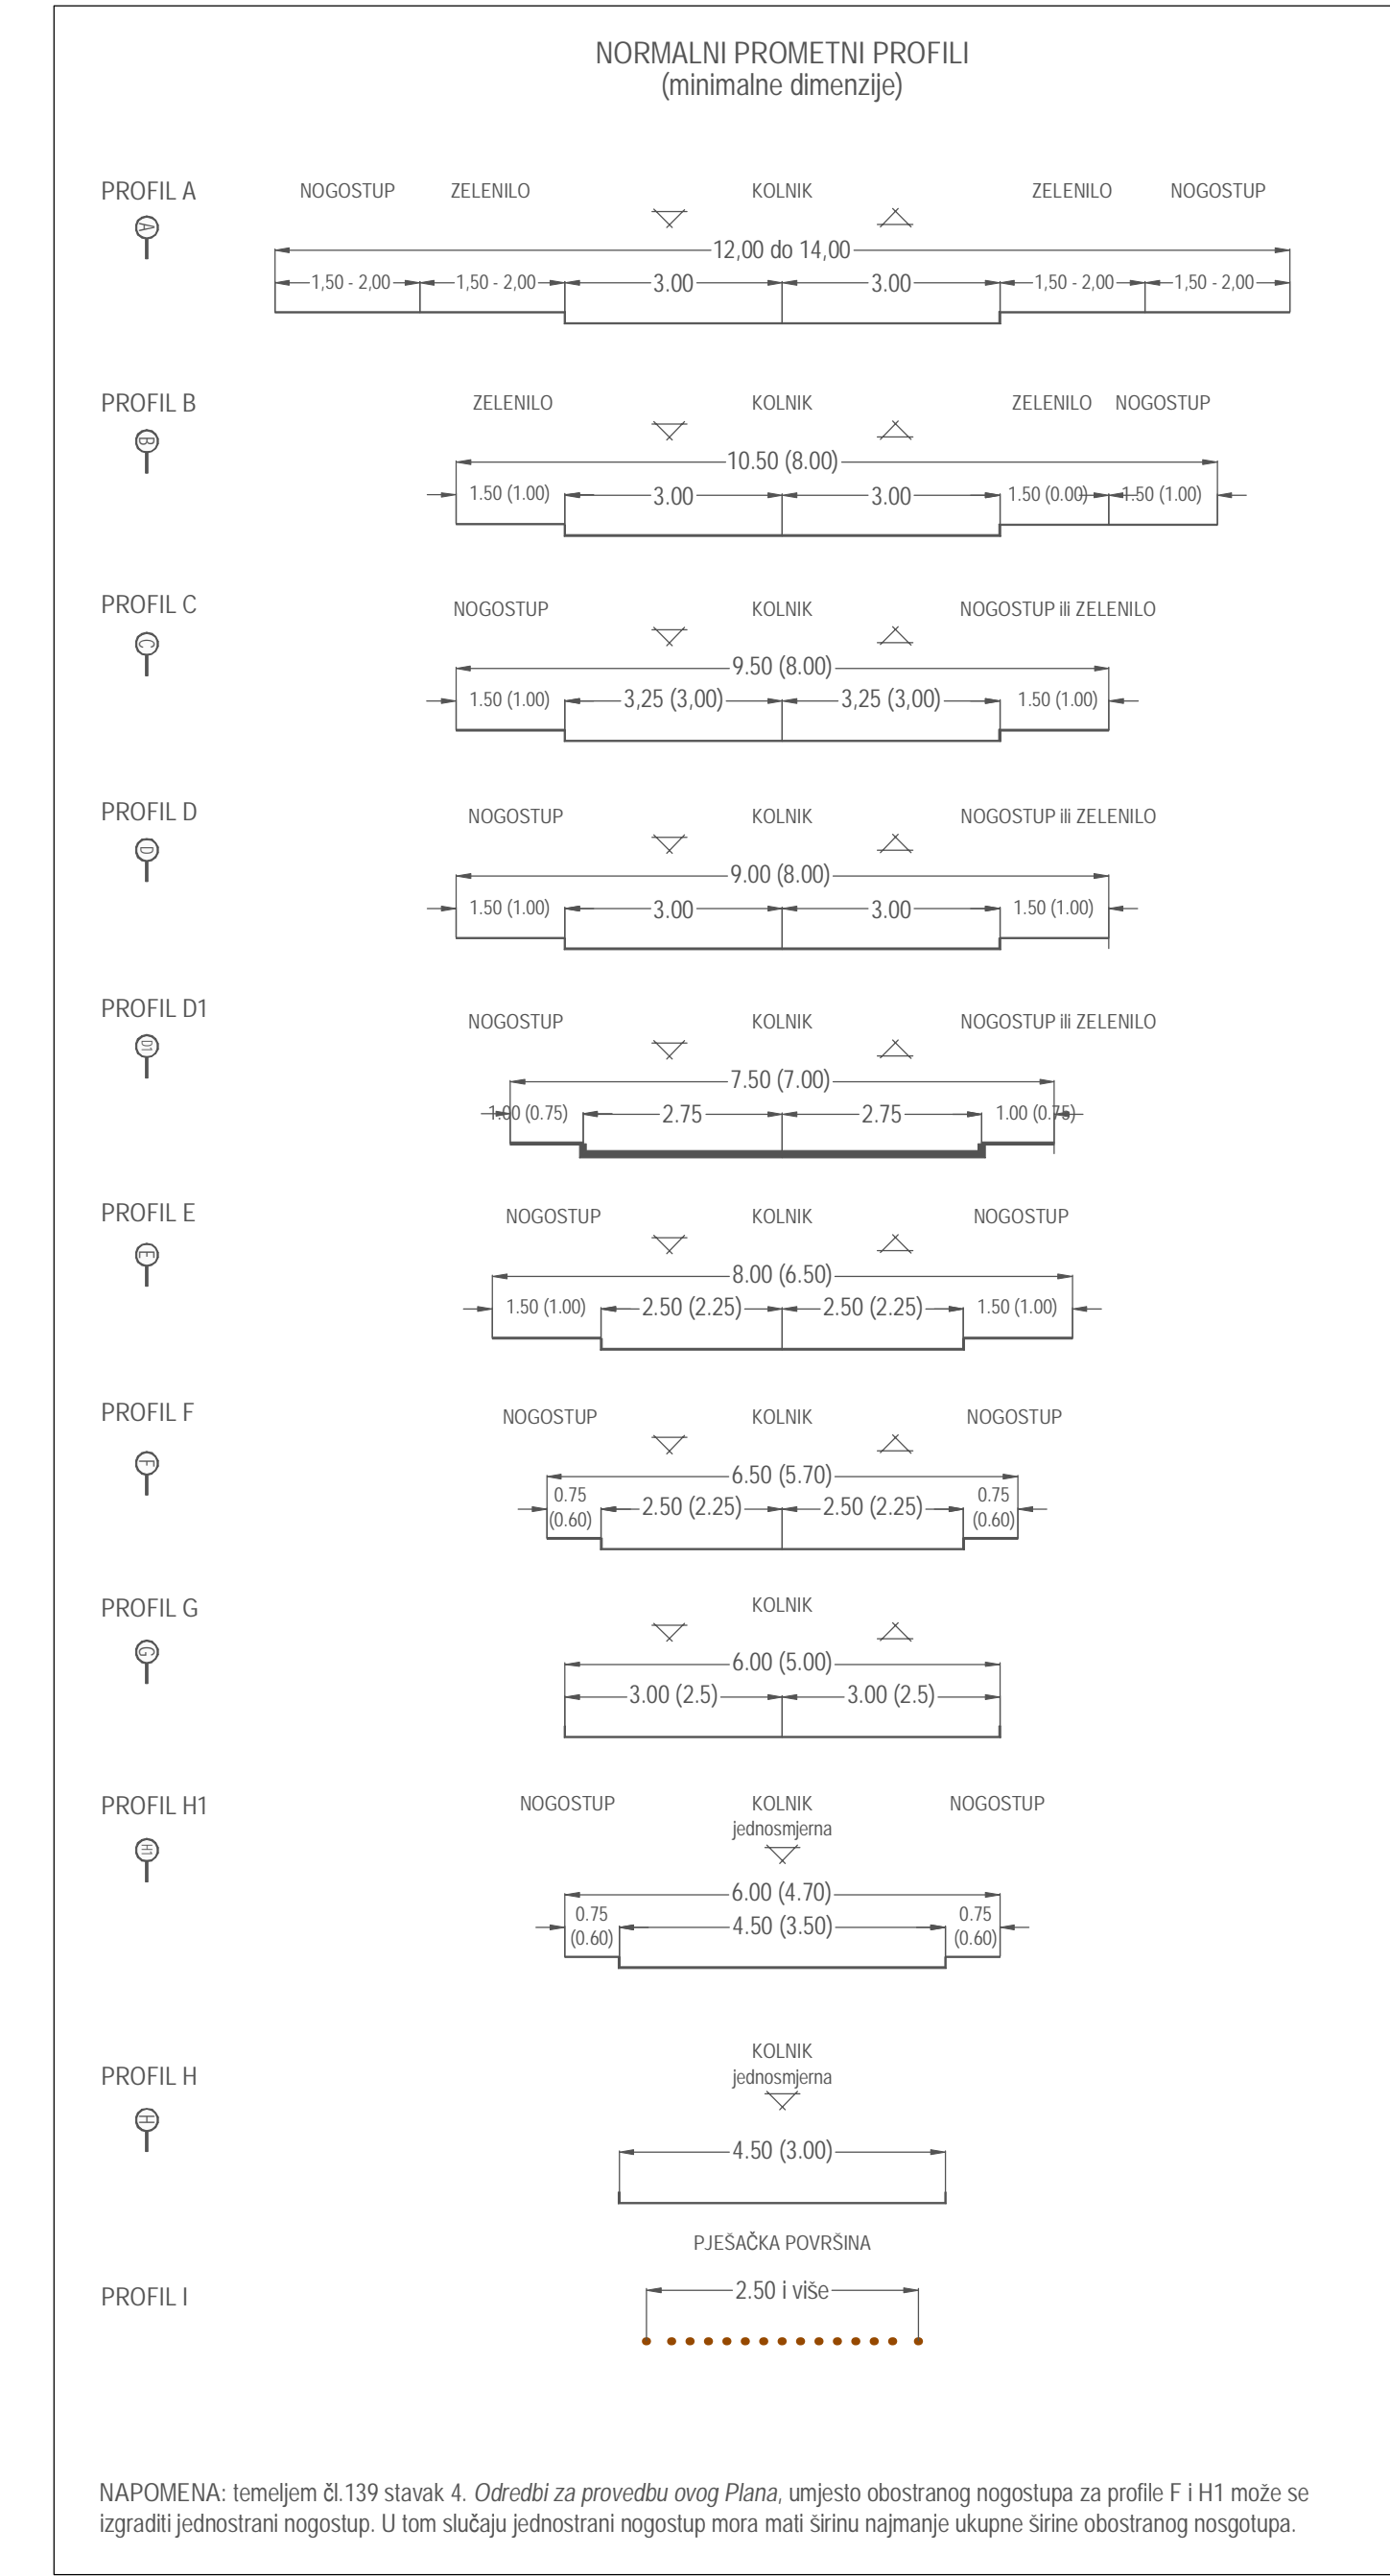 NORMALNI PROMETNI PROFILI
(minimalne dimenzije)
PROFIL A
A
NOGOSTUP ZELENILO KOLNIK ZELENILO NOGOSTUP
12,00 do 14,00
1,50 - 2,00 1,50 - 2,00 3.00 3.00 1,50 - 2,00 1,50 - 2,00
PROFIL B
B
ZELENILO KOLNIK ZELENILO NOGOSTUP
10.50 (8.00)
1.50 (1.00) 3.00 3.00 1.50 (0.00) 1.50 (1.00)
PROFIL C
C
NOGOSTUP KOLNIK NOGOSTUP ili ZELENILO
9.50 (8.00)
1.50 (1.00) 3,25 (3,00) 3,25 (3,00) 1.50 (1.00)
PROFIL D
D
NOGOSTUP KOLNIK NOGOSTUP ili ZELENILO
9.00 (8.00)
1.50 (1.00) 3.00 3.00 1.50 (1.00)
PROFIL D1
D1
NOGOSTUP KOLNIK NOGOSTUP ili ZELENILO
7.50 (7.00)
1.00 (0.75) 2.75 2.75 1.00 (0.75)
PROFIL E
E
NOGOSTUP KOLNIK NOGOSTUP
8.00 (6.50)
1.50 (1.00) 2.50 (2.25) 2.50 (2.25) 1.50 (1.00)
PROFIL F
F
NOGOSTUP KOLNIK NOGOSTUP
6.50 (5.70)
0.75 (0.60) 2.50 (2.25) 2.50 (2.25) 0.75 (0.60)
PROFIL G
G
KOLNIK
6.00 (5.00)
3.00 (2.5) 3.00 (2.5)
PROFIL H1
H1
NOGOSTUP KOLNIK NOGOSTUP
jednosmjerna
6.00 (4.70)
0.75 (0.60) 4.50 (3.50) 0.75 (0.60)
PROFIL H
H
KOLNIK
jednosmjerna
4.50 (3.00)
PROFIL I
PJEŠAČKA POVRŠINA
2.50 i više
NAPOMENA: temeljem čl.139 stavak 4. Odredbi za provedbu ovog Plana, umjesto obostranog nogostupa za profile F i H1 može se
izgraditi jednostrani nogostup. U tom slučaju jednostrani nogostup mora mati širinu najmanje ukupne širine obostranog nosgotupa.